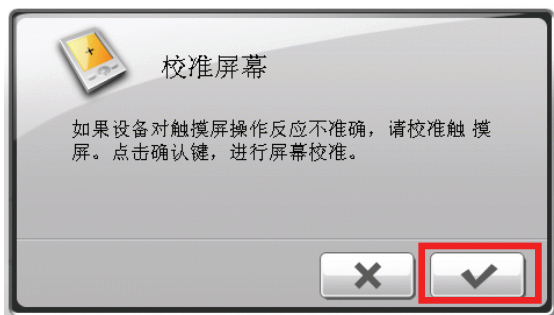 校准屏幕
如果设备对触摸屏操作反应不准确，请校准触 摸
屏。点击确认键，进行屏幕校准。